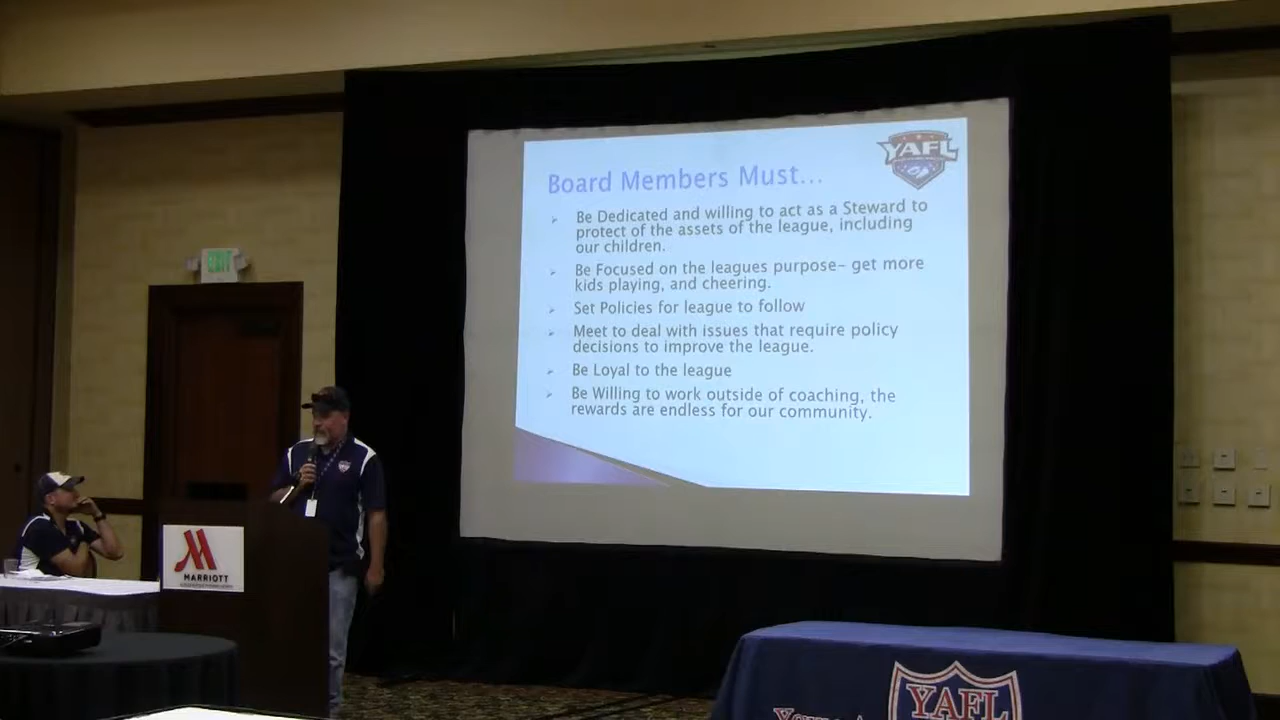 YAFL
Board Members Must...
Be Dedicated and willing to act as a Steward to
protect of the assets of the league, including
our children.
Be Focused on the leagues purpose- get more
kids playing, and cheering.
Set Policies for league to follow
Meet to deal with issues that require policy
decisions to improve the league.
Be Loyal to the league
Be Willing to work outside of coaching, the
rewards are endless for our community.
EXIT
MARRIOTT
YAFL